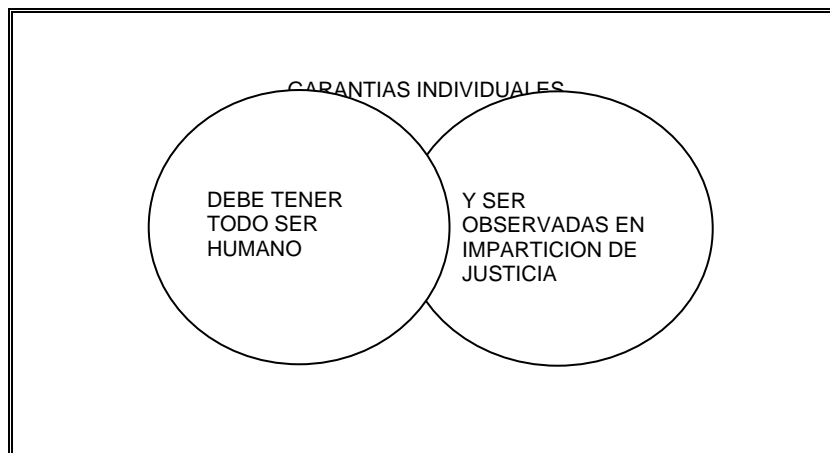 GARANTIAS INDIVIDUALES
DEBE TENER
TODO SER
HUMANO
Y SER
OBSERVADAS EN
IMPARTICION DE
JUSTICIA